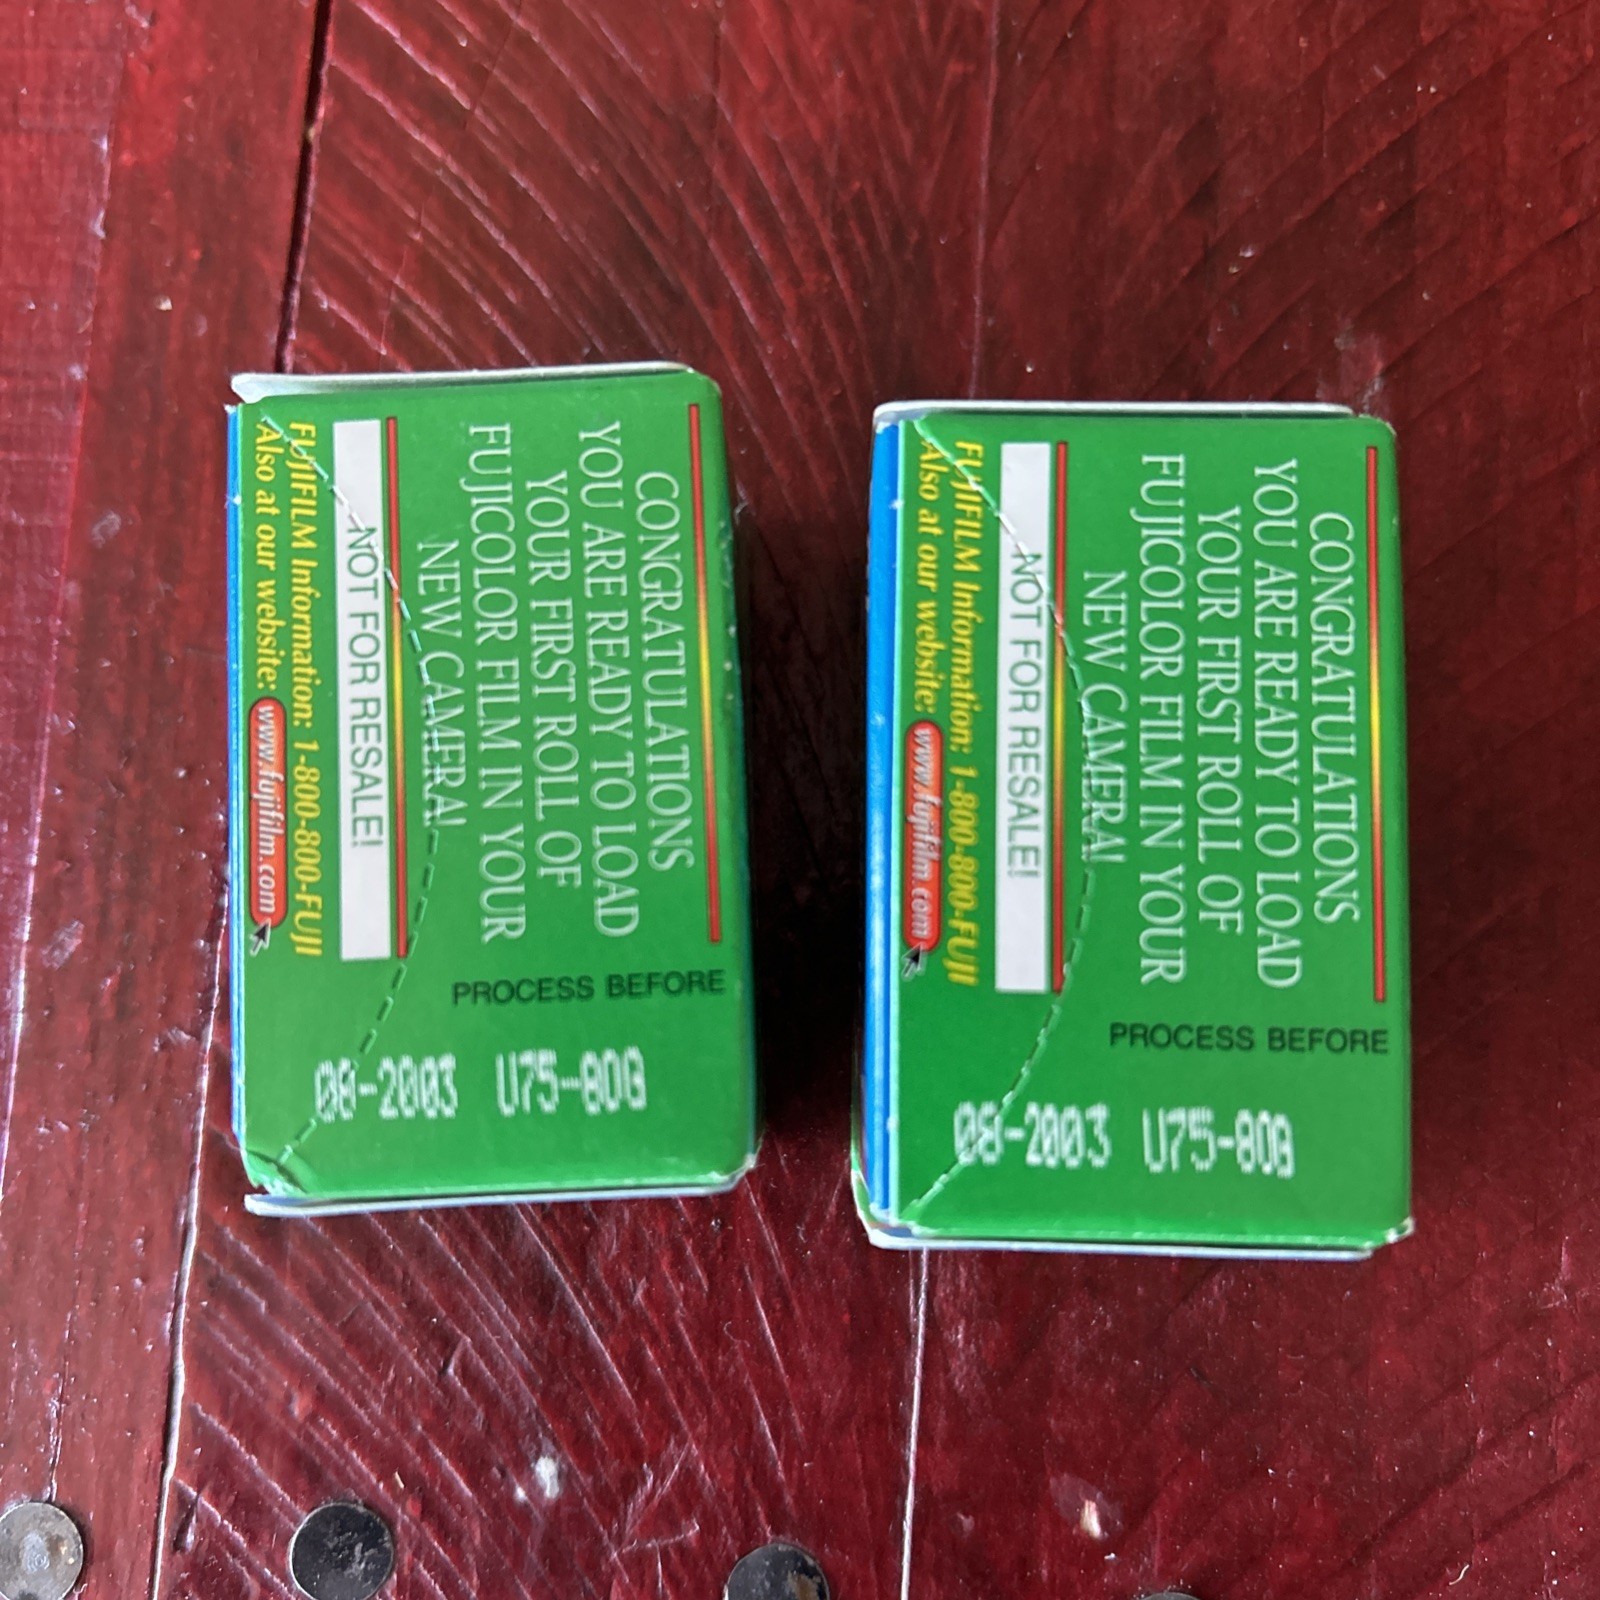 CONGRATULATIONS
YOU ARE READY TO LOAD
YOUR FIRST ROLL OF
FUJICOLOR FILM IN YOUR
NEW CAMERA!
NOT FOR RESALE!
FUJIFILM Information: 1-800-800-FUJI
Also at our website: www.fujifilm.com
PROCESS BEFORE
08-2003 U75-80B
CONGRATULATIONS
YOU ARE READY TO LOAD
YOUR FIRST ROLL OF
FUJICOLOR FILM IN YOUR
NEW CAMERA!
NOT FOR RESALE!
FUJIFILM Information: 1-800-800-FUJI
Also at our website: www.fujifilm.com
PROCESS BEFORE
08-2003 U75-80B